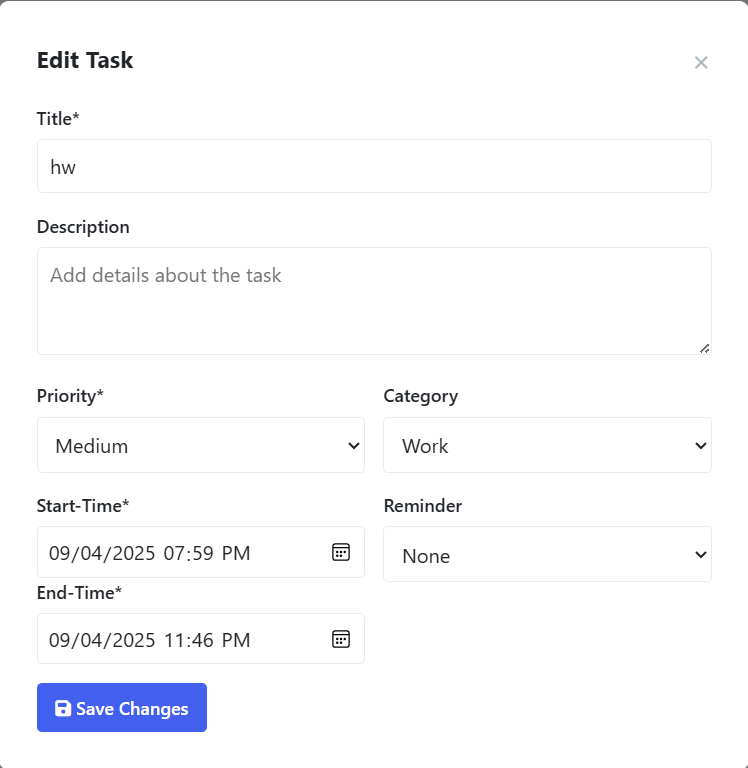 Edit Task
Title*
hw
Description
Add details about the task
Priority* Category
Medium Work
Start-Time* Reminder
09/04/2025 07:59 PM None
End-Time*
09/04/2025 11:46 PM
Save Changes